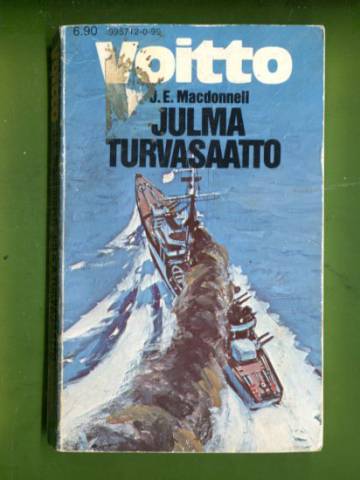 6.90
Voitto
J. E. Macdonnell
JULMA
TURVASAATTO